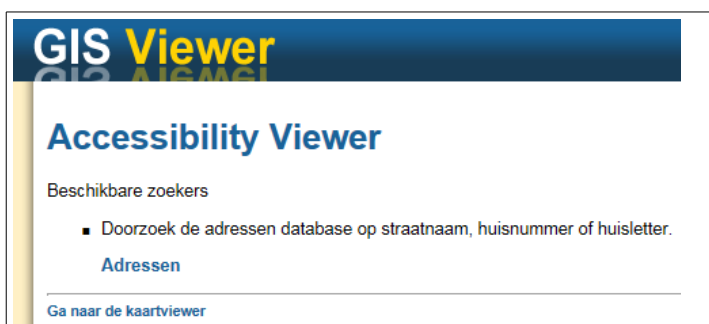 GIS Viewer
Accessibility Viewer
Beschikbare zoekers
▪ Doorzoek de adressen database op straatnaam, huisnummer of huisletter.
Adressen
Ga naar de kaartviewer